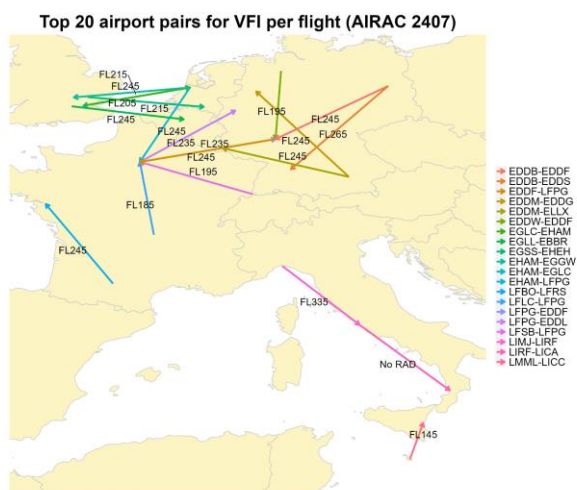 Top 20 airport pairs for VFI per flight (AIRAC 2407)
FL215
FL245
FL205
FL215
FL245
FL245
FL235
FL235
FL245
FL195
FL195
FL245
FL265
FL245
FL245
FL185
FL245
FL335
No RAD
FL145
EDDB-EDDF
EDDB-EDDS
EDDF-LFPG
EDDM-EDDG
EDDM-ELLX
EDDW-EDDF
EGLC-EHAM
EGLL-EBBR
EGSS-EHEH
EHAM-EGGW
EHAM-EGLC
EHAM-LFPG
LFBO-LFRS
LFLC-LFPG
LFPG-EDDF
LFPG-EDDL
LFSB-LFPG
LIMJ-LIRF
LIRF-LICA
LMML-LICC